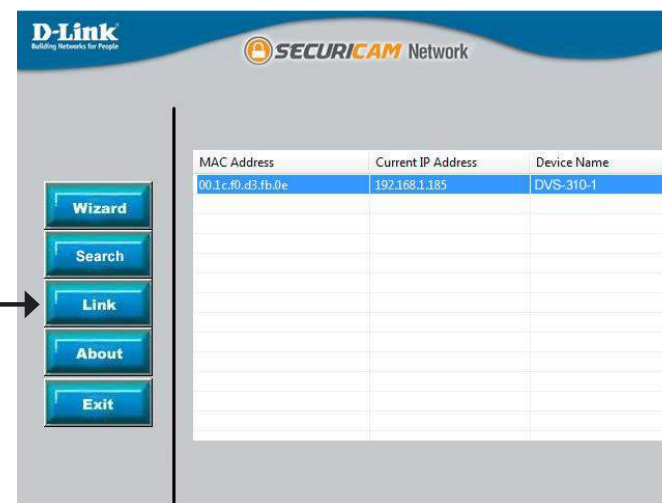 D-Link
Building Networks for People
SECURICAM Network
MAC Address Current IP Address Device Name
00.1c.f0.d3.fb.0e 192.168.1.185 DVS-310-1
Wizard
Search
Link
About
Exit